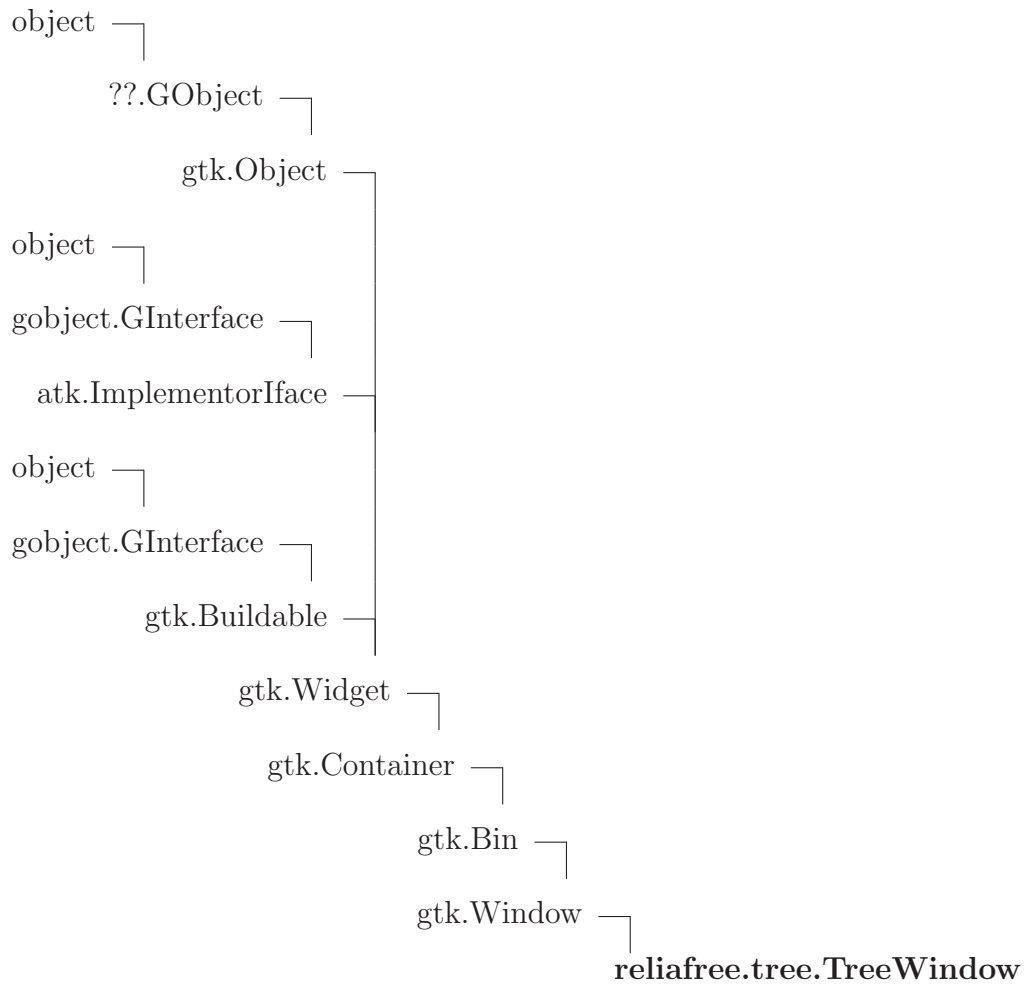 object
??.GObject
gtk.Object
object
gobject.GInterface
atk.ImplementorIface
object
gobject.GInterface
gtk.Buildable
gtk.Widget
gtk.Container
gtk.Bin
gtk.Window
reliafree.tree.TreeWindow